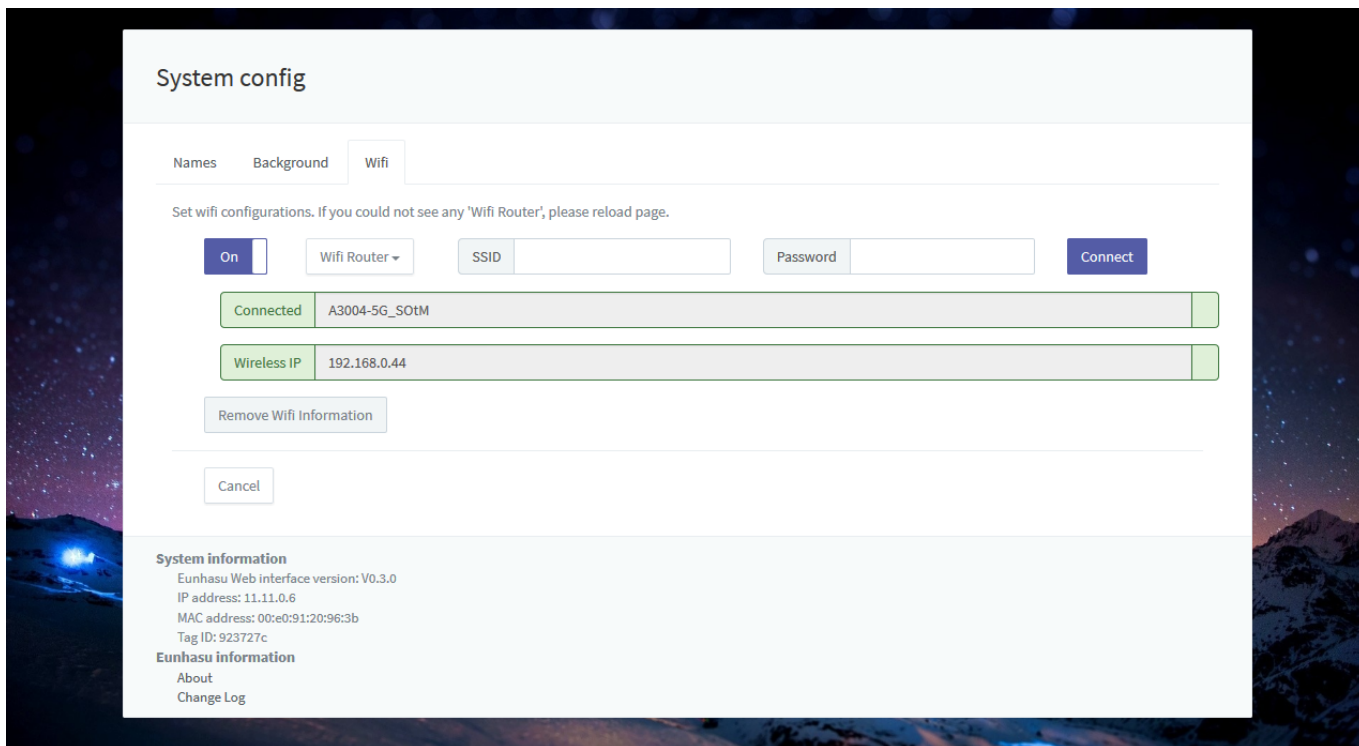 System config
Names Background Wifi
Set wifi configurations. If you could not see any 'Wifi Router', please reload page.
On Wifi Router SSID Password Connect
Connected A3004-5G_SOtM
Wireless IP 192.168.0.44
Remove Wifi Information
Cancel
System information
Eunhasu Web interface version: V0.3.0
IP address: 11.11.0.6
MAC address: 00:e0:91:20:96:3b
Tag ID: 923727c
Eunhasu information
About
Change Log